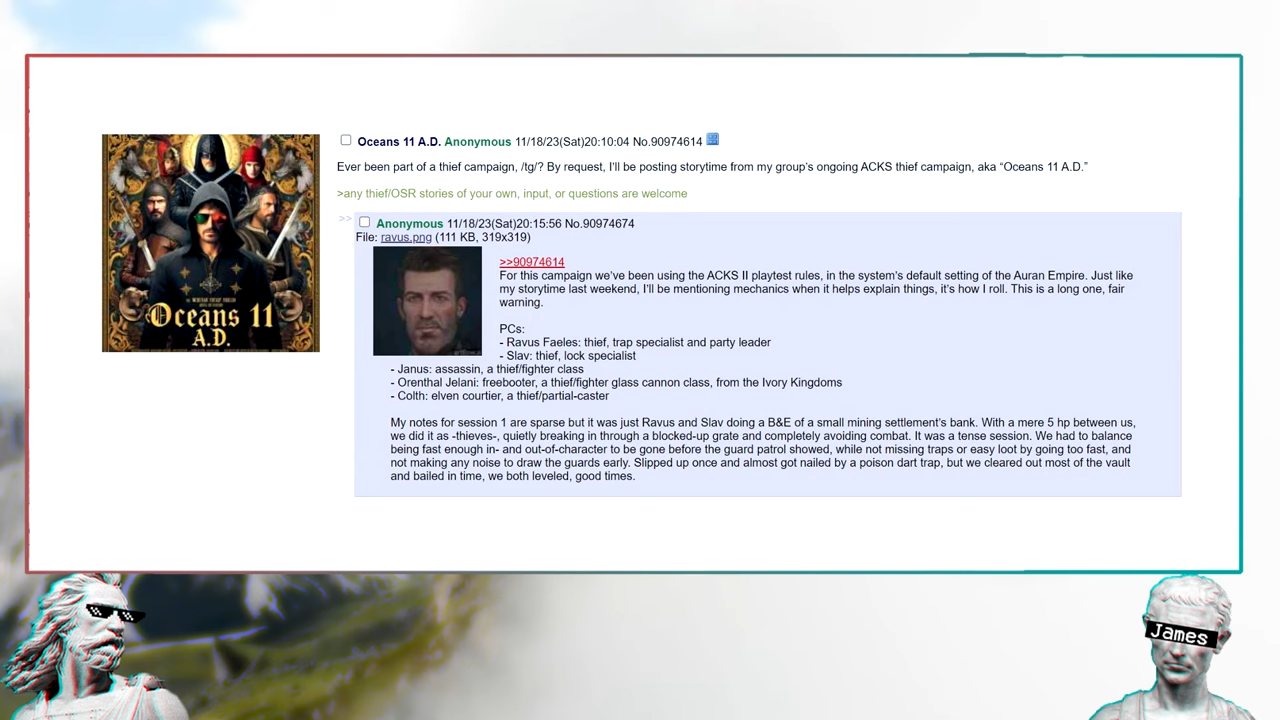 Oceans 11 A.D. Anonymous 11/18/23(Sat)20:10:04 No.90974614
Ever been part of a thief campaign, /tg/? By request, I'll be posting storytime from my group's ongoing ACKS thief campaign, aka “Oceans 11 A.D.”
>any thief/OSR stories of your own, input, or questions are welcome
Oceans 11
A.D.
>> Anonymous 11/18/23(Sat)20:15:56 No.90974674
File: ravus.png (111 KB, 319x319)
>>90974614
For this campaign we've been using the ACKS II playtest rules, in the system's default setting of the Auran Empire. Just like
my storytime last weekend, I'll be mentioning mechanics when it helps explain things, it's how I roll. This is a long one, fair
warning.
PCs:
- Ravus Faeles: thief, trap specialist and party leader
- Slav: thief, lock specialist
- Janus: assassin, a thief/fighter class
- Orenthal Jelani: freebooter, a thief/fighter glass cannon class, from the Ivory Kingdoms
- Colth: elven courtier, a thief/partial-caster
My notes for session 1 are sparse but it was just Ravus and Slav doing a B&E of a small mining settlement's bank. With a mere 5 hp between us,
we did it as -thieves-, quietly breaking in through a blocked-up grate and completely avoiding combat. It was a tense session. We had to balance
being fast enough in- and out-of-character to be gone before the guard patrol showed, while not missing traps or easy loot by going too fast, and
not making any noise to draw the guards early. Slipped up once and almost got nailed by a poison dart trap, but we cleared out most of the vault
and bailed in time, we both leveled, good times.
James